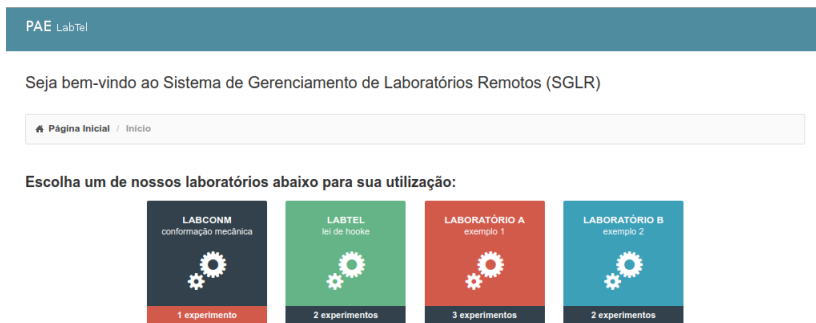 PAE LabTel
Seja bem-vindo ao Sistema de Gerenciamento de Laboratórios Remotos (SGLR)
Página Inicial / Início
Escolha um de nossos laboratórios abaixo para sua utilização:
LABCONM
conformação mecânica
1 experimento
LABTEL
lei de hooke
2 experimentos
LABORATÓRIO A
exemplo 1
3 experimentos
LABORATÓRIO B
exemplo 2
2 experimentos